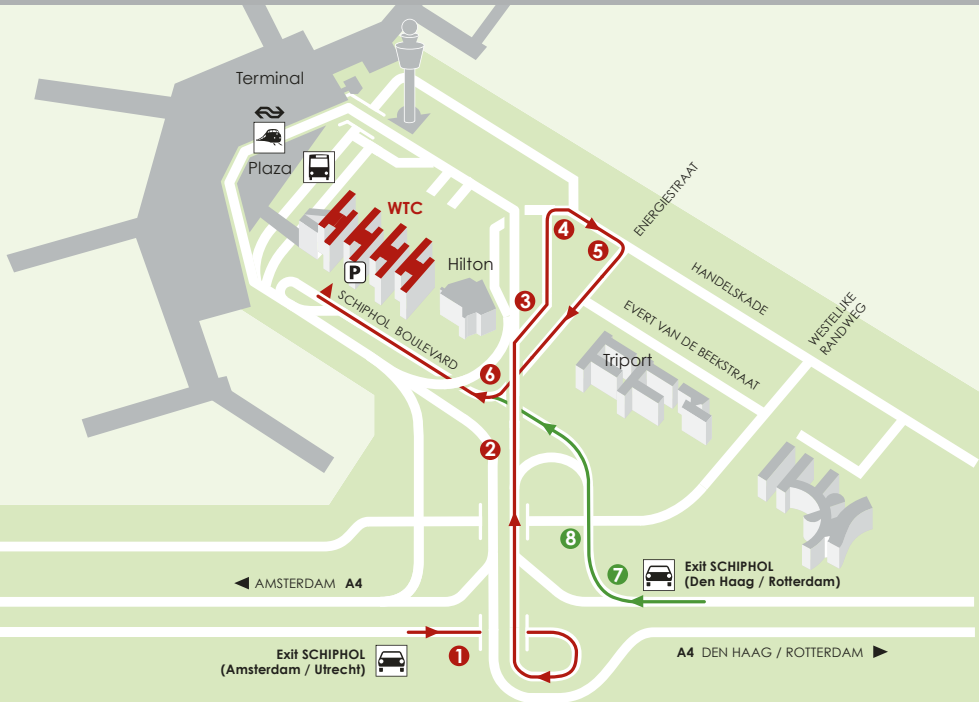 Terminal
Plaza
WTC
P
Hilton
SCHIPHOL BOULEVARD
ENERGIESTRAAT
HANDELSKADE
WESTELIJKE
RANDWEG
EVERT VAN DE BEEKSTRAAT
Triport
4
5
3
6
2
8
7
Exit SCHIPHOL
(Den Haag / Rotterdam)
AMSTERDAM A4
1
Exit SCHIPHOL
(Amsterdam / Utrecht)
A4 DEN HAAG / ROTTERDAM